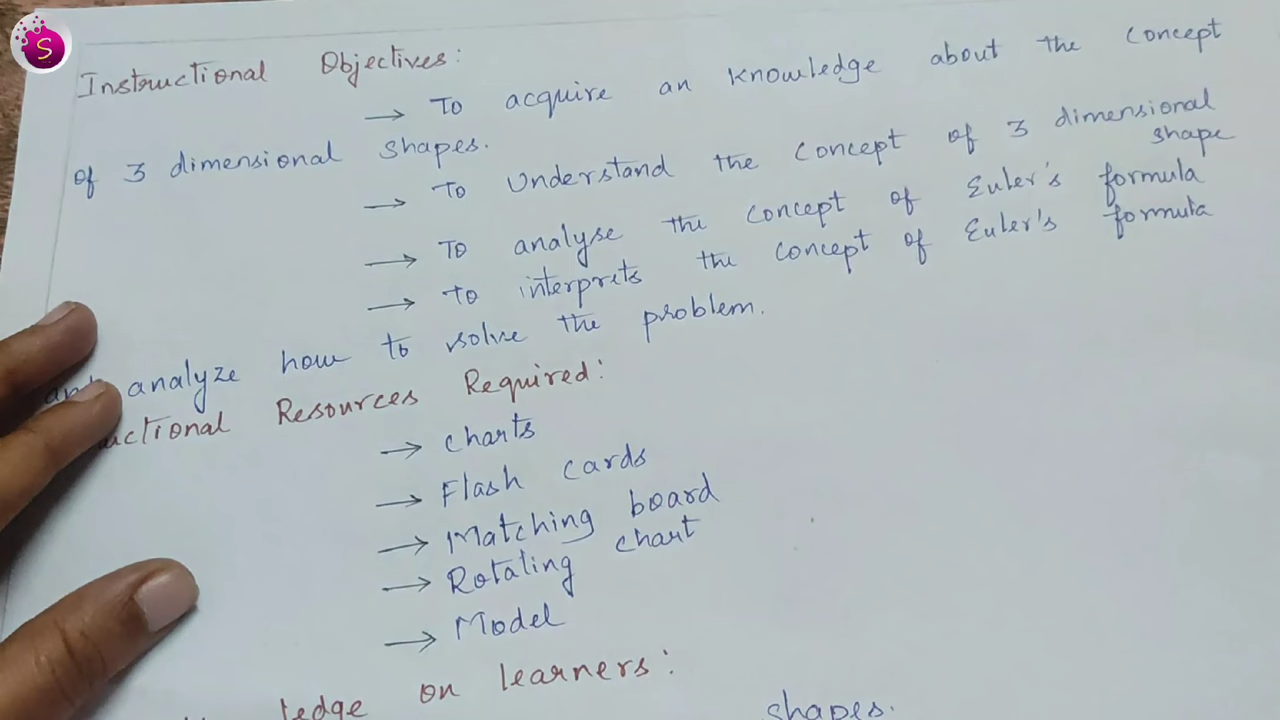 S
Instructional Objectives:
→ To acquire an knowledge about the concept
of 3 dimensional shapes.
→ To Understand the concept of 3 dimensional
shape
→ To analyse the concept of Euler's formula
→ To interprets the concept of Euler's formula
analyze how to solve the problem.
uctional Resources Required:
→ charts
→ Flash cards
→ Matching board
→ Rotating chart
→ Model
ledge on learners:
shapes.